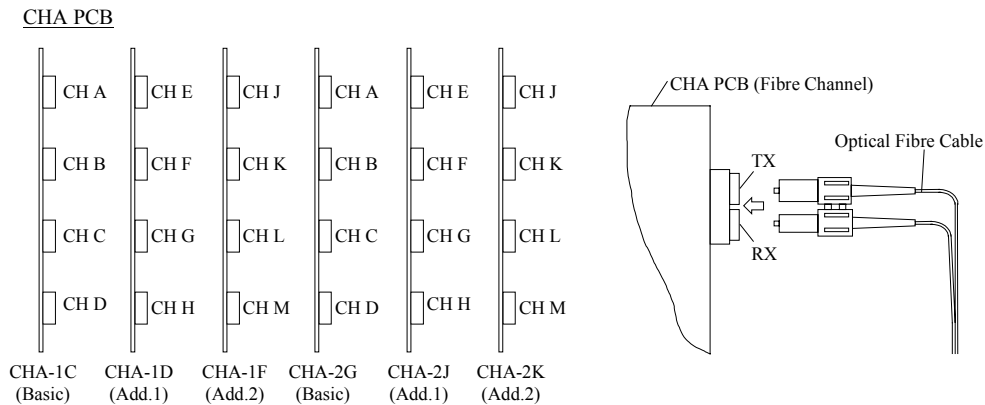 CHA PCB
CH A CH E CH J CH A CH E CH J
CH B CH F CH K CH B CH F CH K
CH C CH G CH L CH C CH G CH L
CH D CH H CH M CH D CH H CH M
CHA-1C CHA-1D CHA-1F CHA-2G CHA-2J CHA-2K
(Basic) (Add.1) (Add.2) (Basic) (Add.1) (Add.2)
CHA PCB (Fibre Channel)
Optical Fibre Cable
TX
RX